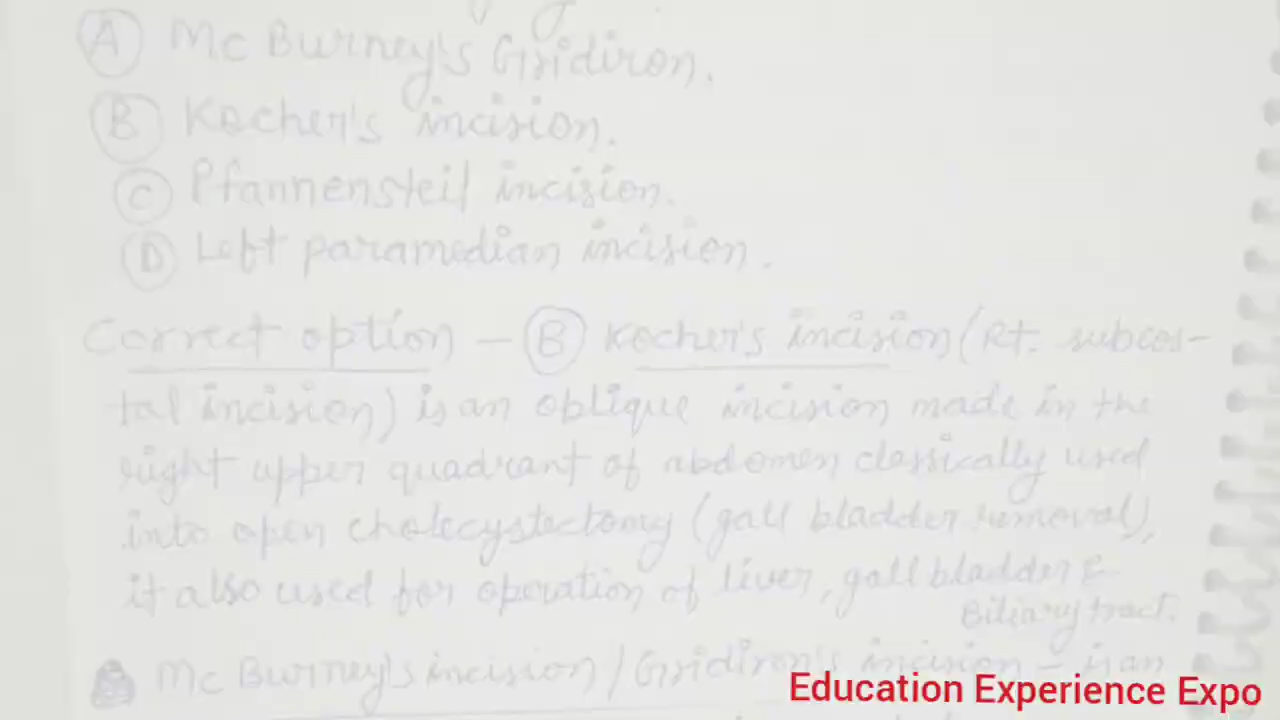 A Mc Burney's Gridiron.
B Kocher's incision.
C Pfannensteil incision.
D Left paramedian incision.
Correct option - B Kocher's incision (Rt. subcos-
tal incision) is an oblique incision made in the
right upper quadrant of abdomen classically used
into open cholecystectomy (gall bladder removal),
it also used for operation of liver, gall bladder &
Biliary tract.
Mc Burney's incision / Gridiron's incision - is an
Education Experience Expo